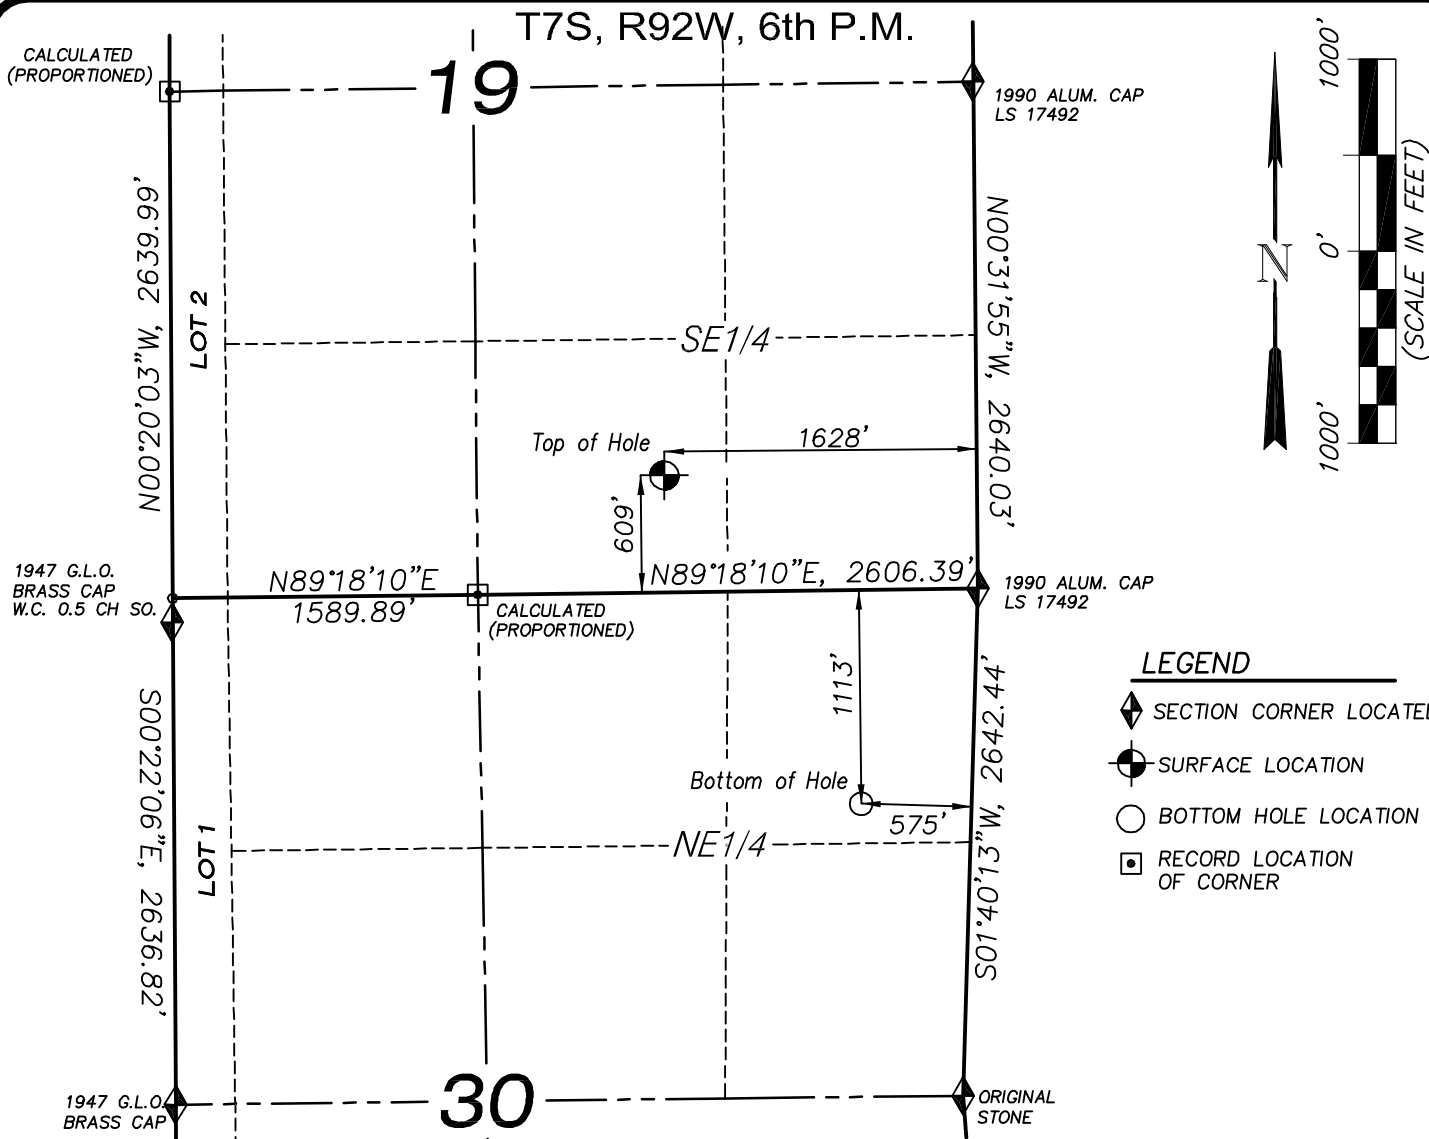 T7S, R92W, 6th P.M.
CALCULATED
(PROPORTIONED)
19
1990 ALUM. CAP
LS 17492
1000'
0'
1000'
(SCALE IN FEET)
N
N00°20'03"W, 2639.99'
LOT 2
N00°31'55"W, 2640.03'
SE1/4
Top of Hole
1628'
609'
1947 G.L.O.
BRASS CAP
W.C. 0.5 CH SO.
N89°18'10"E
1589.89'
CALCULATED
(PROPORTIONED)
N89°18'10"E, 2606.39'
1990 ALUM. CAP
LS 17492
S00°22'06"E, 2636.82'
LOT 1
1113'
Bottom of Hole
575'
NE1/4
S01°40'13"W, 2642.44'
LEGEND
SECTION CORNER LOCATED
SURFACE LOCATION
BOTTOM HOLE LOCATION
RECORD LOCATION
OF CORNER
1947 G.L.O.
BRASS CAP
30
ORIGINAL
STONE